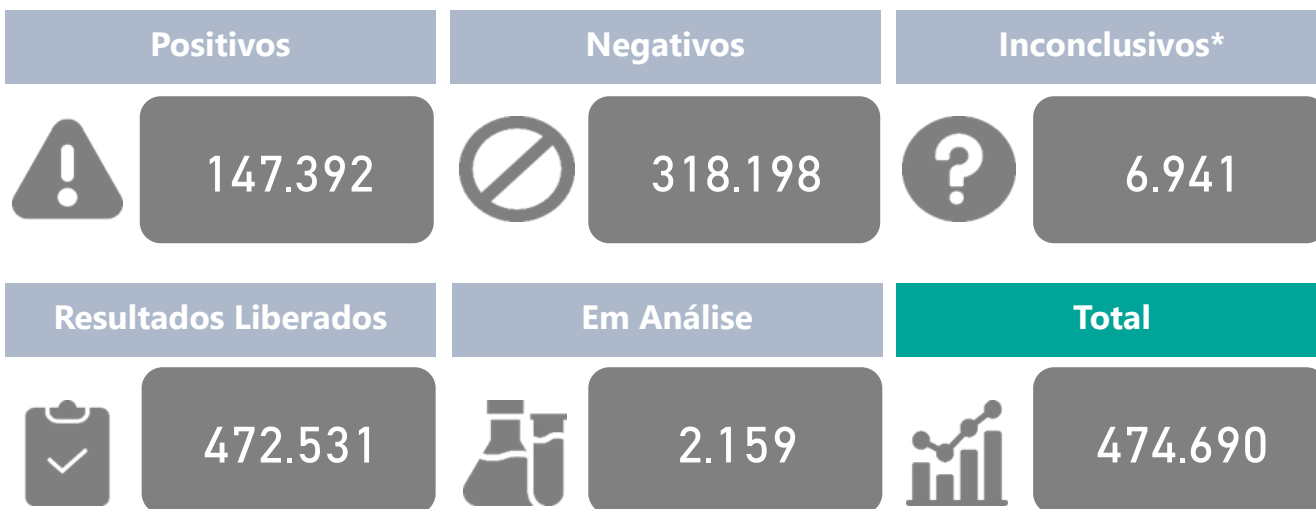 Positivos
Negativos
Inconclusivos*
147.392
318.198
6.941
Resultados Liberados
Em Análise
Total
472.531
2.159
474.690